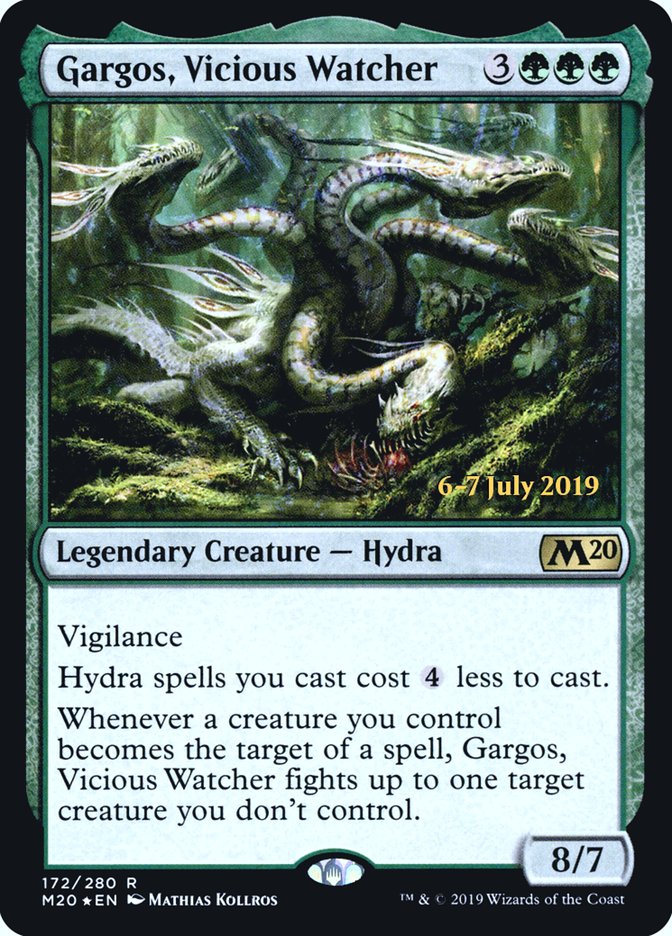 Gargos, Vicious Watcher 3
6-7 July 2019
Legendary Creature — Hydra M20
Vigilance
Hydra spells you cast cost 4 less to cast.
Whenever a creature you control
becomes the target of a spell, Gargos,
Vicious Watcher fights up to one target
creature you don't control.
8/7
172/280 R
M20 ★ EN Mathias Kollros ™ & © 2019 Wizards of the Coast